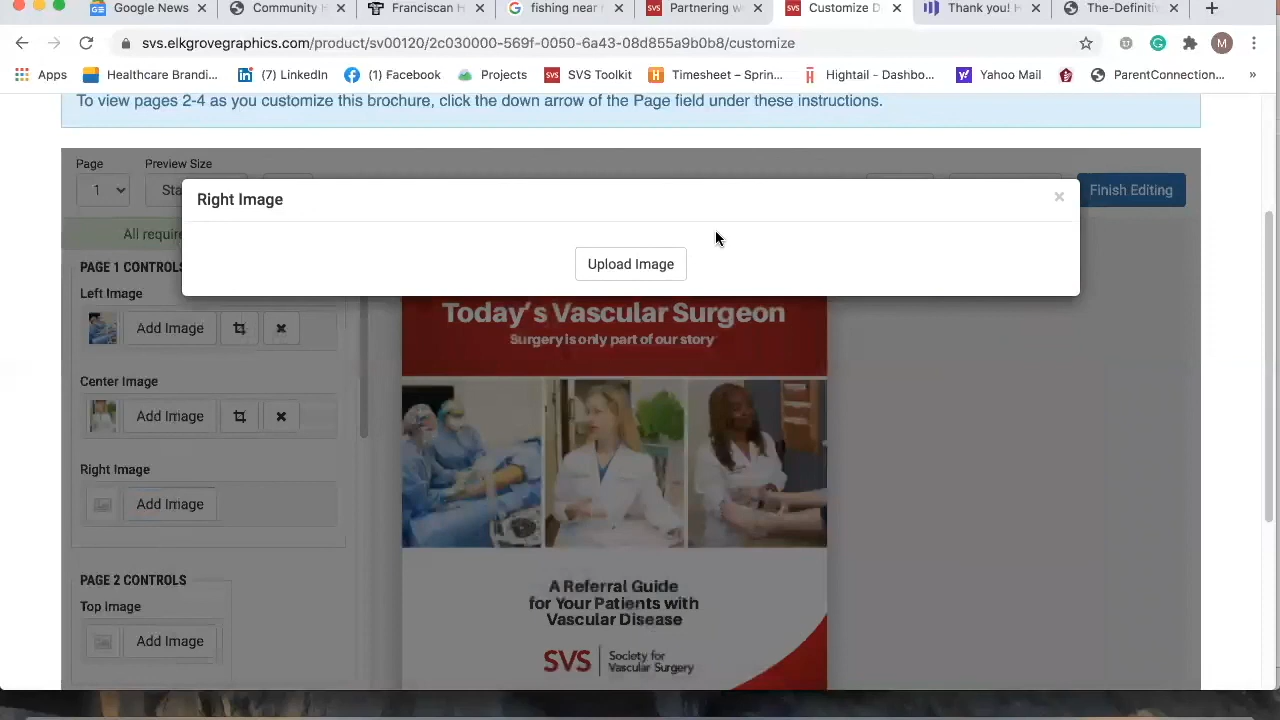 Google News
Community
Franciscan H
fishing near
Partnering w
Customize D
Thank you! H
The-Definiti
svs.elkgrovegraphics.com/product/sv00120/2c030000-569f-0050-6a43-08d855a9b0b8/customize
M
Apps
Healthcare Brandi...
(7) LinkedIn
(1) Facebook
Projects
SVS Toolkit
Timesheet – Sprin...
Hightail - Dashbo...
Yahoo Mail
ParentConnection...
»
To view pages 2-4 as you customize this brochure, click the down arrow of the Page field under these instructions.
Page
Preview Size
1
Sta
Finish Editing
Right Image
×
Upload Image
All require
PAGE 1 CONTROLS
Left Image
Add Image
Center Image
Add Image
Right Image
Add Image
PAGE 2 CONTROLS
Top Image
Add Image
Today's Vascular Surgeon
Surgery is only part of our story
A Referral Guide
for Your Patients with
Vascular Disease
SVS
Society for
Vascular Surgery